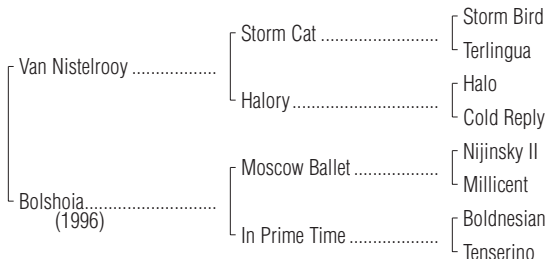 Storm Bird
Storm Cat ........................
Terlingua
Van Nistelrooy .................
Halo
Halory .............................
Cold Reply
Nijinsky II
Moscow Ballet .................
Millicent
Bolshoia..........................
(1996)
Boldnesian
In Prime Time ..................
Tenserino